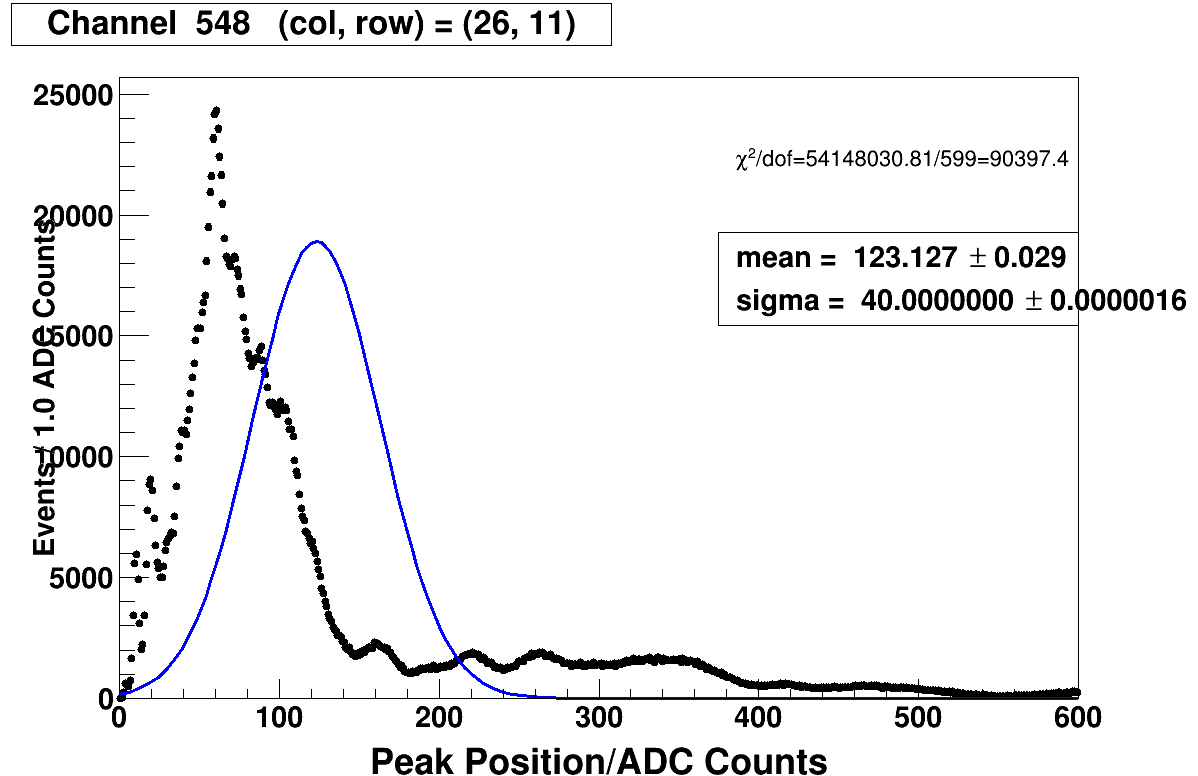 Channel 548 (col, row) = (26, 11)
25000
20000
15000
10000
5000
0
Events / 1.0 ADC Counts
χ²/dof=54148030.81/599=90397.4
mean = 123.127 ± 0.029
sigma = 40.0000000 ± 0.0000016
0 100 200 300 400 500 600
Peak Position/ADC Counts